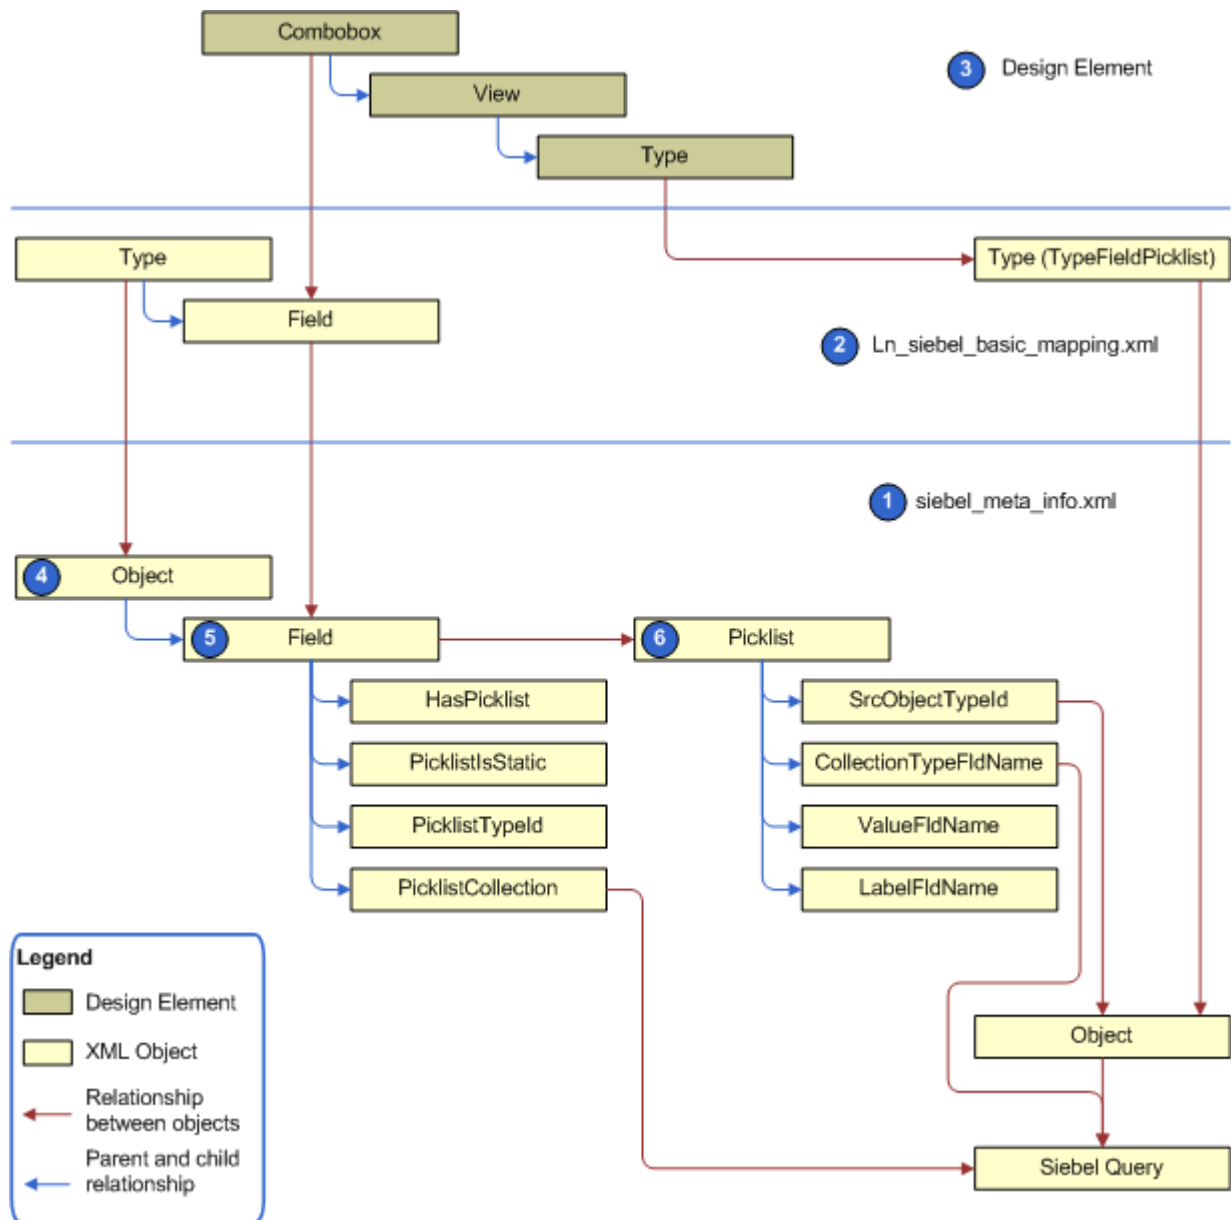 Combobox
3 Design Element
View
Type
Type
Type (TypeFieldPicklist)
Field
2 Ln_siebel_basic_mapping.xml
1 siebel_meta_info.xml
4 Object
5 Field
6 Picklist
HasPicklist
SrcObjectTypeId
PicklistIsStatic
CollectionTypeFldName
PicklistTypeId
ValueFldName
PicklistCollection
LabelFldName
Legend
Design Element
XML Object
Relationship
between objects
Parent and child
relationship
Object
Siebel Query